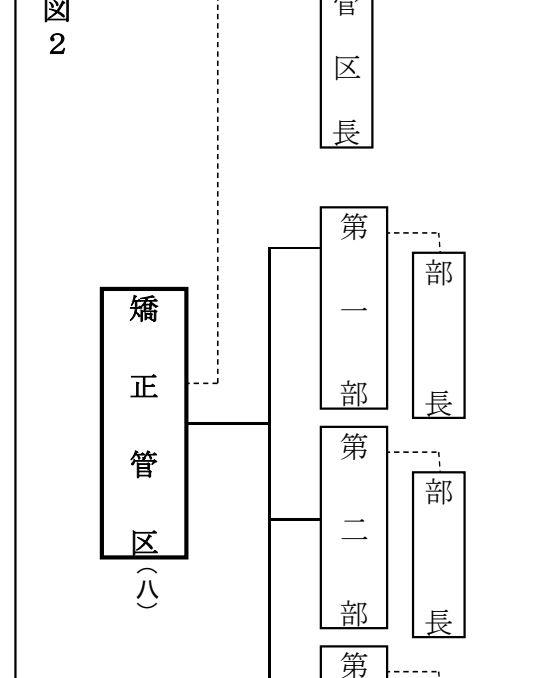 図2
管区長
第一部
部長
矯正管区(八)
第二部
部長
第